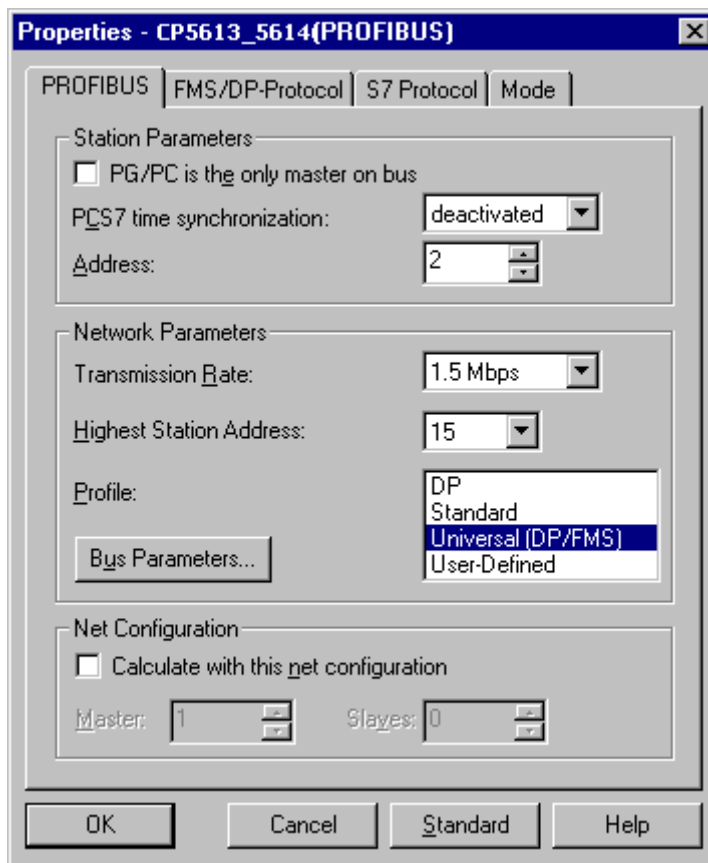 Properties - CP5613_5614(PROFIBUS)
PROFIBUS FMS/DP-Protocol S7 Protocol Mode
Station Parameters
PG/PC is the only master on bus
PCS7 time synchronization: deactivated
Address: 2
Network Parameters
Transmission Rate: 1.5 Mbps
Highest Station Address: 15
Profile: DP
Standard
Universal (DP/FMS)
Bus Parameters... User-Defined
Net Configuration
Calculate with this net configuration
Master: 1 Slaves: 0
OK Cancel Standard Help